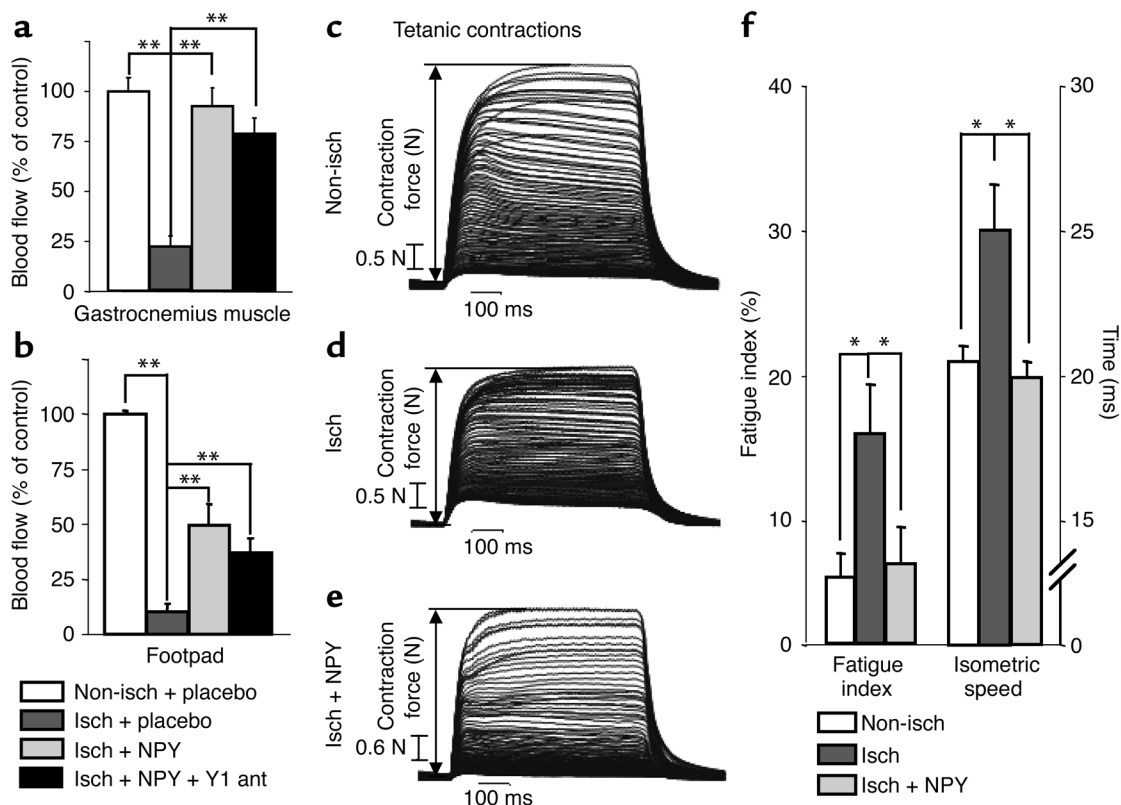 a
**
** **
Blood flow (% of control)
100
75
50
25
0
Gastrocnemius muscle
b
**
**
**
Blood flow (% of control)
100
50
25
0
Footpad
Non-isch + placebo
Isch + placebo
Isch + NPY
Isch + NPY + Y1 ant
c
Tetanic contractions
Non-isch
Contraction
force (N)
0.5 N
100 ms
d
Isch
Contraction
force (N)
0.5 N
100 ms
e
Isch + NPY
Contraction
force (N)
0.6 N
100 ms
f
Fatigue index (%)
40
30
20
10
0
* *
* *
Time (ms)
30
25
20
15
0
Fatigue
index
Isometric
speed
Non-isch
Isch
Isch + NPY